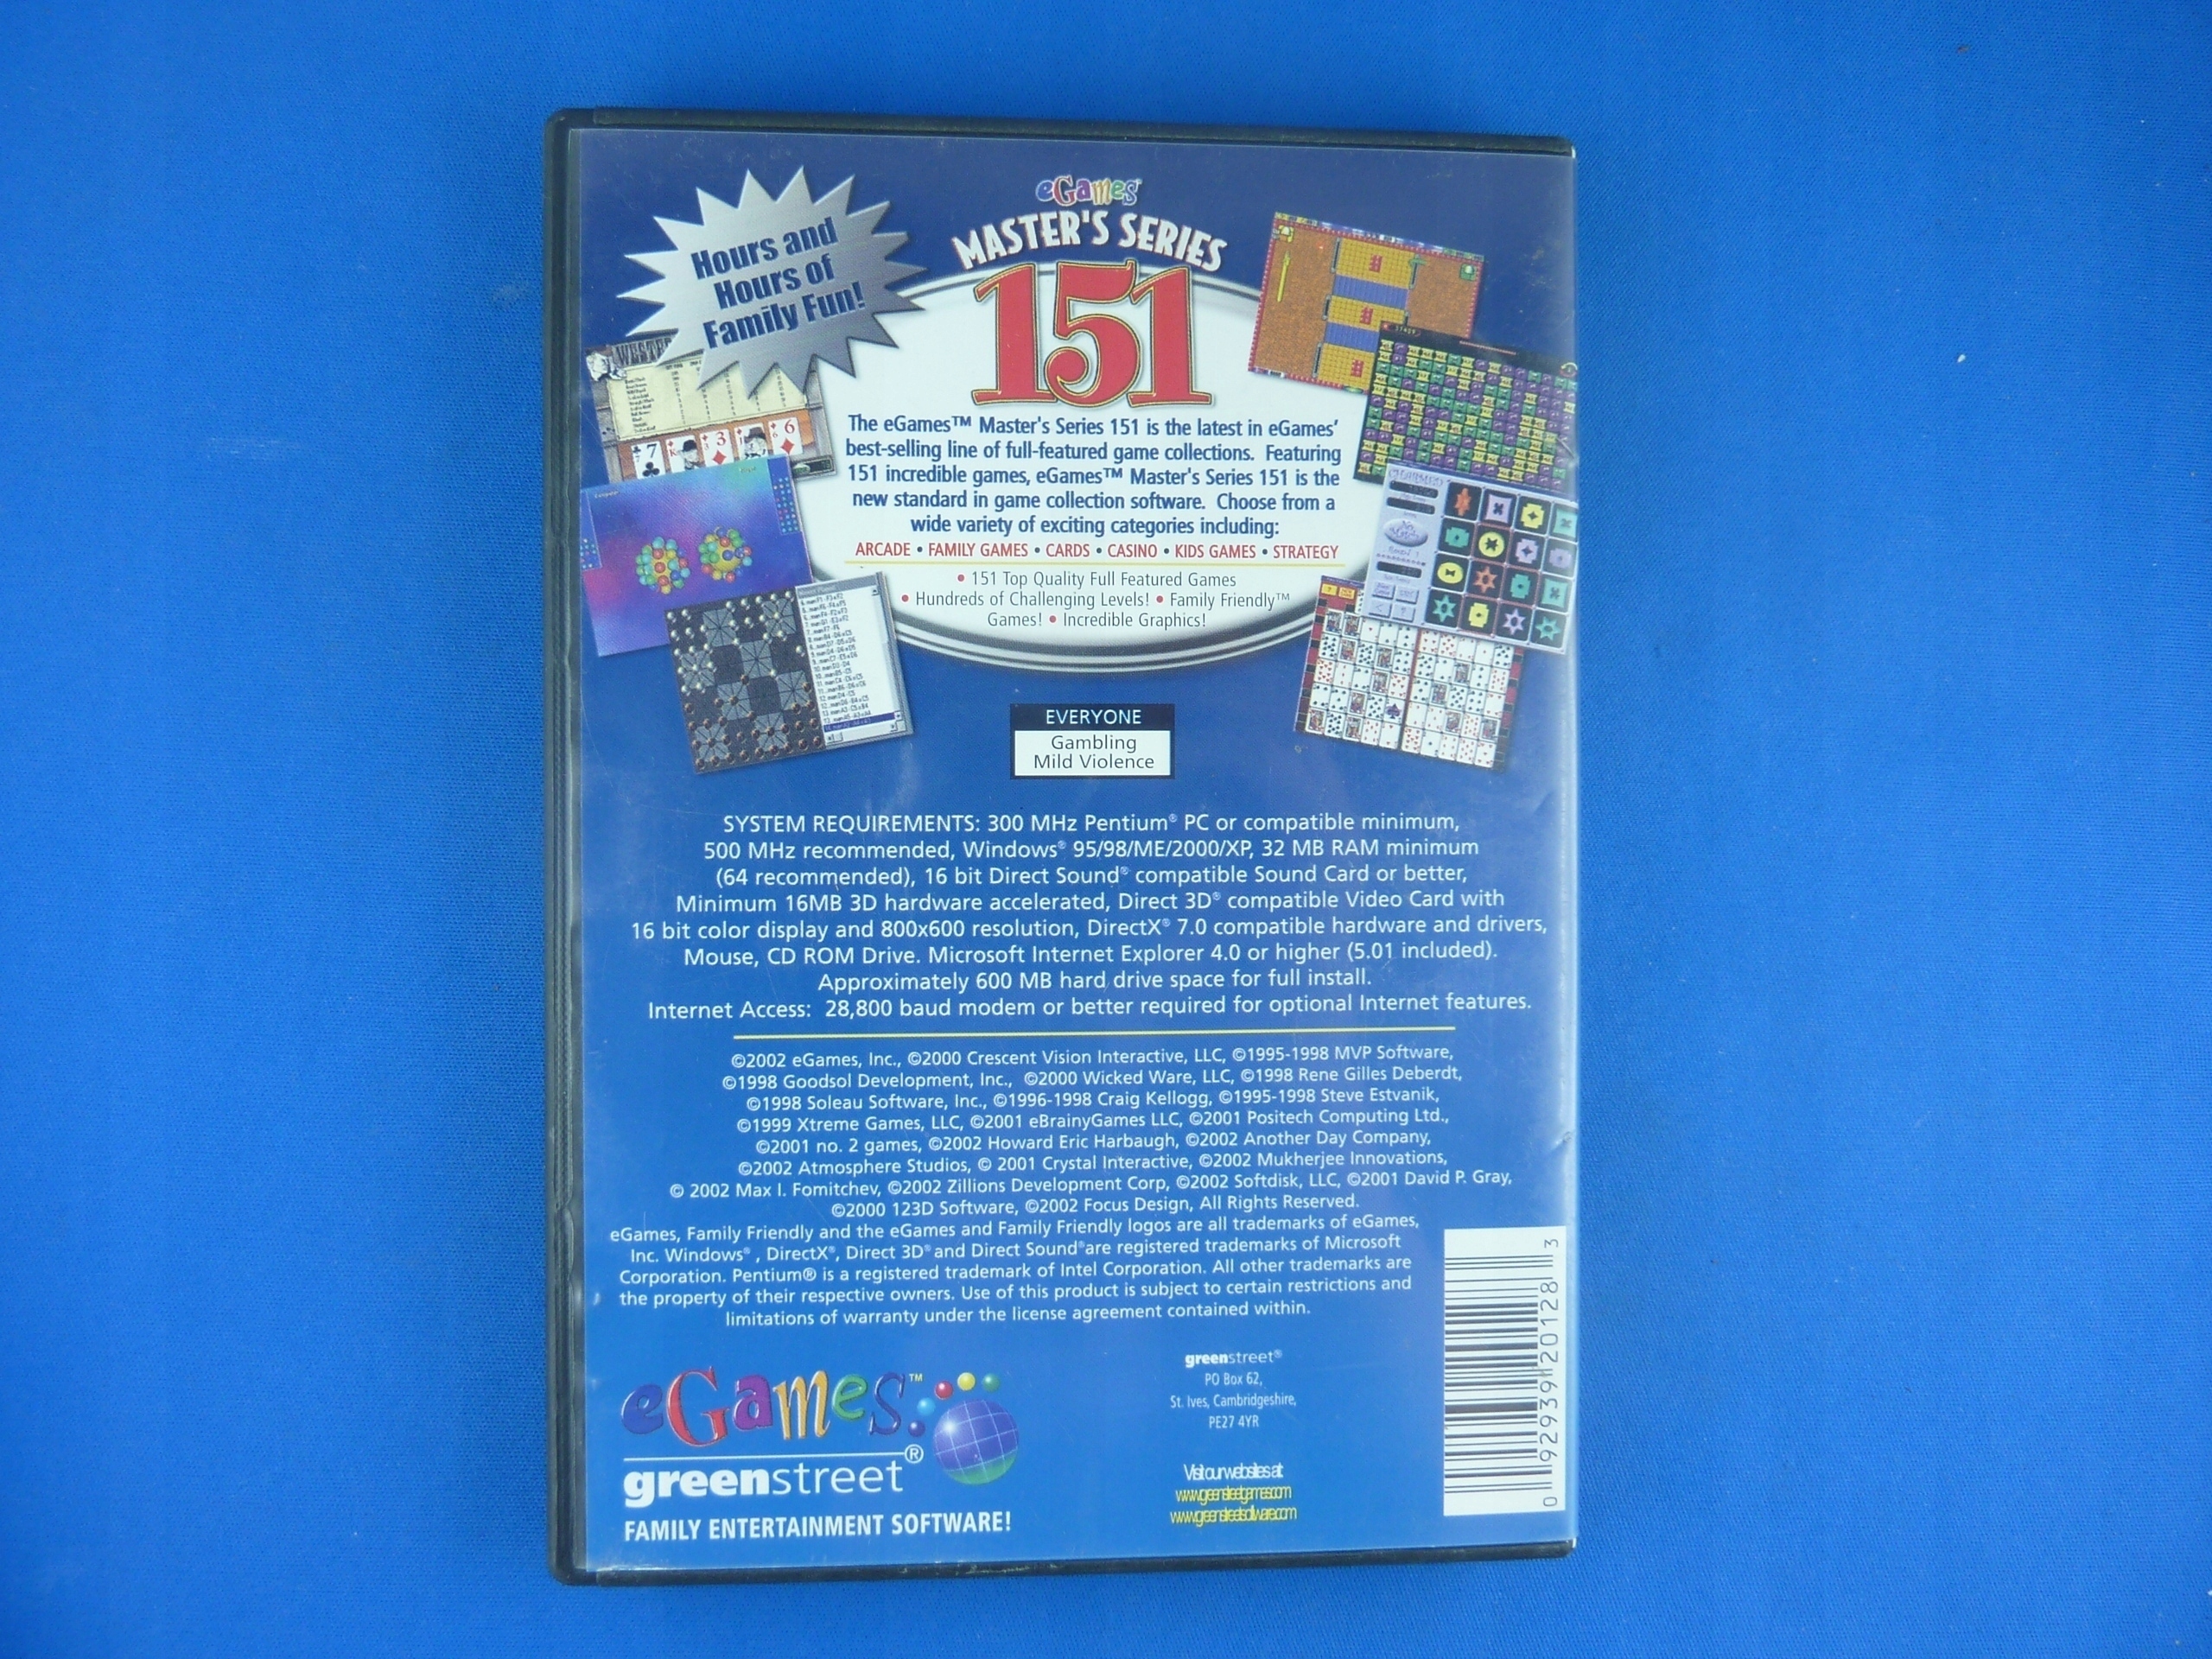 Hours and
Hours of
Family Fun!
eGames
MASTER'S SERIES
151
The eGames™ Master's Series 151 is the latest in eGames'
best-selling line of full-featured game collections. Featuring
151 incredible games, eGames™ Master's Series 151 is the
new standard in game collection software. Choose from a
wide variety of exciting categories including:
ARCADE • FAMILY GAMES • CARDS • CASINO • KIDS GAMES • STRATEGY
• 151 Top Quality Full Featured Games
• Hundreds of Challenging Levels! • Family Friendly™
Games! • Incredible Graphics!
CHARMED
EVERYONE
Gambling
Mild Violence
SYSTEM REQUIREMENTS: 300 MHz Pentium® PC or compatible minimum,
500 MHz recommended, Windows® 95/98/ME/2000/XP, 32 MB RAM minimum
(64 recommended), 16 bit Direct Sound® compatible Sound Card or better,
Minimum 16MB 3D hardware accelerated, Direct 3D® compatible Video Card with
16 bit color display and 800x600 resolution, DirectX® 7.0 compatible hardware and drivers,
Mouse, CD ROM Drive. Microsoft Internet Explorer 4.0 or higher (5.01 included).
Approximately 600 MB hard drive space for full install.
Internet Access: 28,800 baud modem or better required for optional Internet features.
©2002 eGames, Inc., ©2000 Crescent Vision Interactive, LLC, ©1995-1998 MVP Software,
©1998 Goodsol Development, Inc., ©2000 Wicked Ware, LLC, ©1998 Rene Gilles Deberdt,
©1998 Soleau Software, Inc., ©1996-1998 Craig Kellogg, ©1995-1998 Steve Estvanik,
©1999 Xtreme Games, LLC, ©2001 eBrainyGames LLC, ©2001 Positech Computing Ltd.,
©2001 no. 2 games, ©2002 Howard Eric Harbaugh, ©2002 Another Day Company,
©2002 Atmosphere Studios, © 2001 Crystal Interactive, ©2002 Mukherjee Innovations,
© 2002 Max I. Fomitchev, ©2002 Zillions Development Corp, ©2002 Softdisk, LLC, ©2001 David P. Gray,
©2000 123D Software, ©2002 Focus Design, All Rights Reserved.
eGames, Family Friendly and the eGames and Family Friendly logos are all trademarks of eGames,
Inc. Windows® , DirectX®, Direct 3D® and Direct Sound®are registered trademarks of Microsoft
Corporation. Pentium® is a registered trademark of Intel Corporation. All other trademarks are
the property of their respective owners. Use of this product is subject to certain restrictions and
limitations of warranty under the license agreement contained within.
eGames™
greenstreet®
FAMILY ENTERTAINMENT SOFTWARE!
greenstreet®
PO Box 62,
St. Ives, Cambridgeshire,
PE27 4YR
Visit our websites at
www.greenstreetgames.com
www.greenstreetsoftware.com
0 92939 20128 3